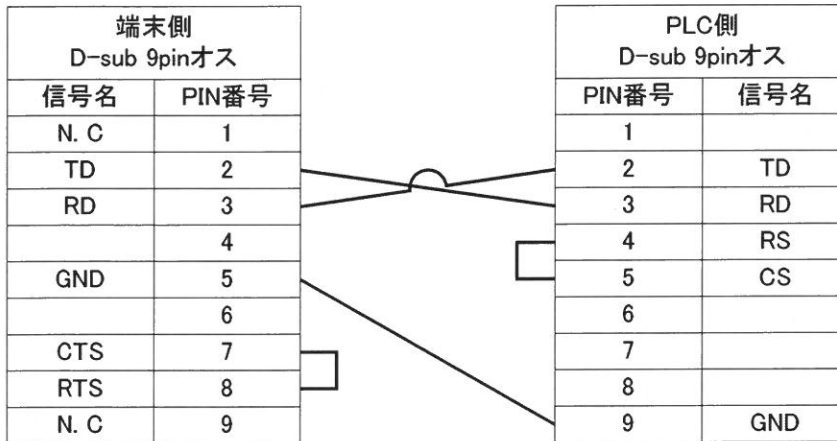 端末側
D-sub 9pinオス
信号名 PIN番号
N. C 1
TD 2
RD 3
4
GND 5
6
CTS 7
RTS 8
N. C 9
PLC側
D-sub 9pinオス
PIN番号 信号名
1
2 TD
3 RD
4 RS
5 CS
6
7
8
9 GND